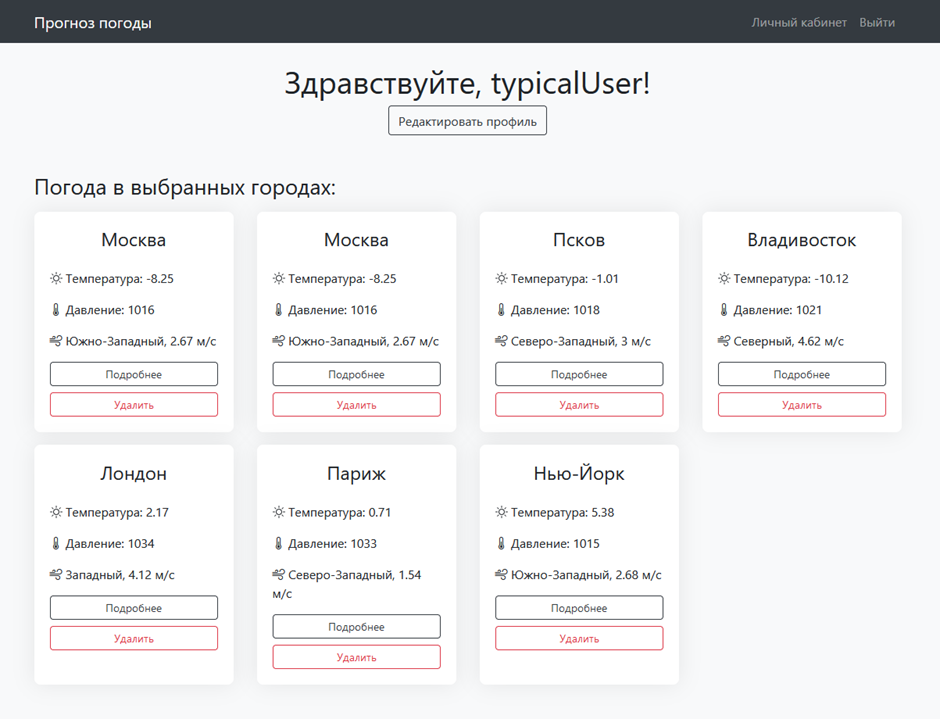 Прогноз погоды
Личный кабинет Выйти
Здравствуйте, typicalUser!
Редактировать профиль
Погода в выбранных городах:
Москва
Температура: -8.25
Давление: 1016
Южно-Западный, 2.67 м/с
Подробнее
Удалить
Москва
Температура: -8.25
Давление: 1016
Южно-Западный, 2.67 м/с
Подробнее
Удалить
Псков
Температура: -1.01
Давление: 1018
Северо-Западный, 3 м/с
Подробнее
Удалить
Владивосток
Температура: -10.12
Давление: 1021
Северный, 4.62 м/с
Подробнее
Удалить
Лондон
Температура: 2.17
Давление: 1034
Западный, 4.12 м/с
Подробнее
Удалить
Париж
Температура: 0.71
Давление: 1033
Северо-Западный, 1.54
м/с
Подробнее
Удалить
Нью-Йорк
Температура: 5.38
Давление: 1015
Южно-Западный, 2.68 м/с
Подробнее
Удалить